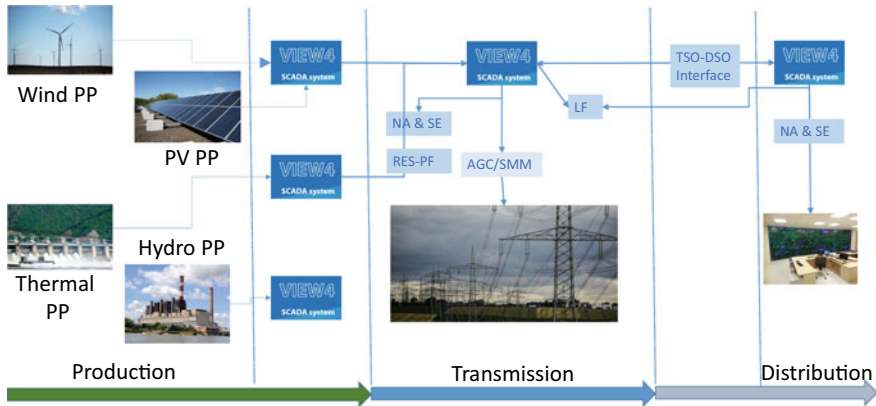 VIEW4
SCADA system
VIEW4
SCADA system
VIEW4
SCADA system
TSO-DSO
Interface
Wind PP
NA & SE
LF
NA & SE
PV PP
RES-PF
AGC/SMM
VIEW4
SCADA system
Hydro PP
Thermal
PP
VIEW4
SCADA system
Production
Transmission
Distribution